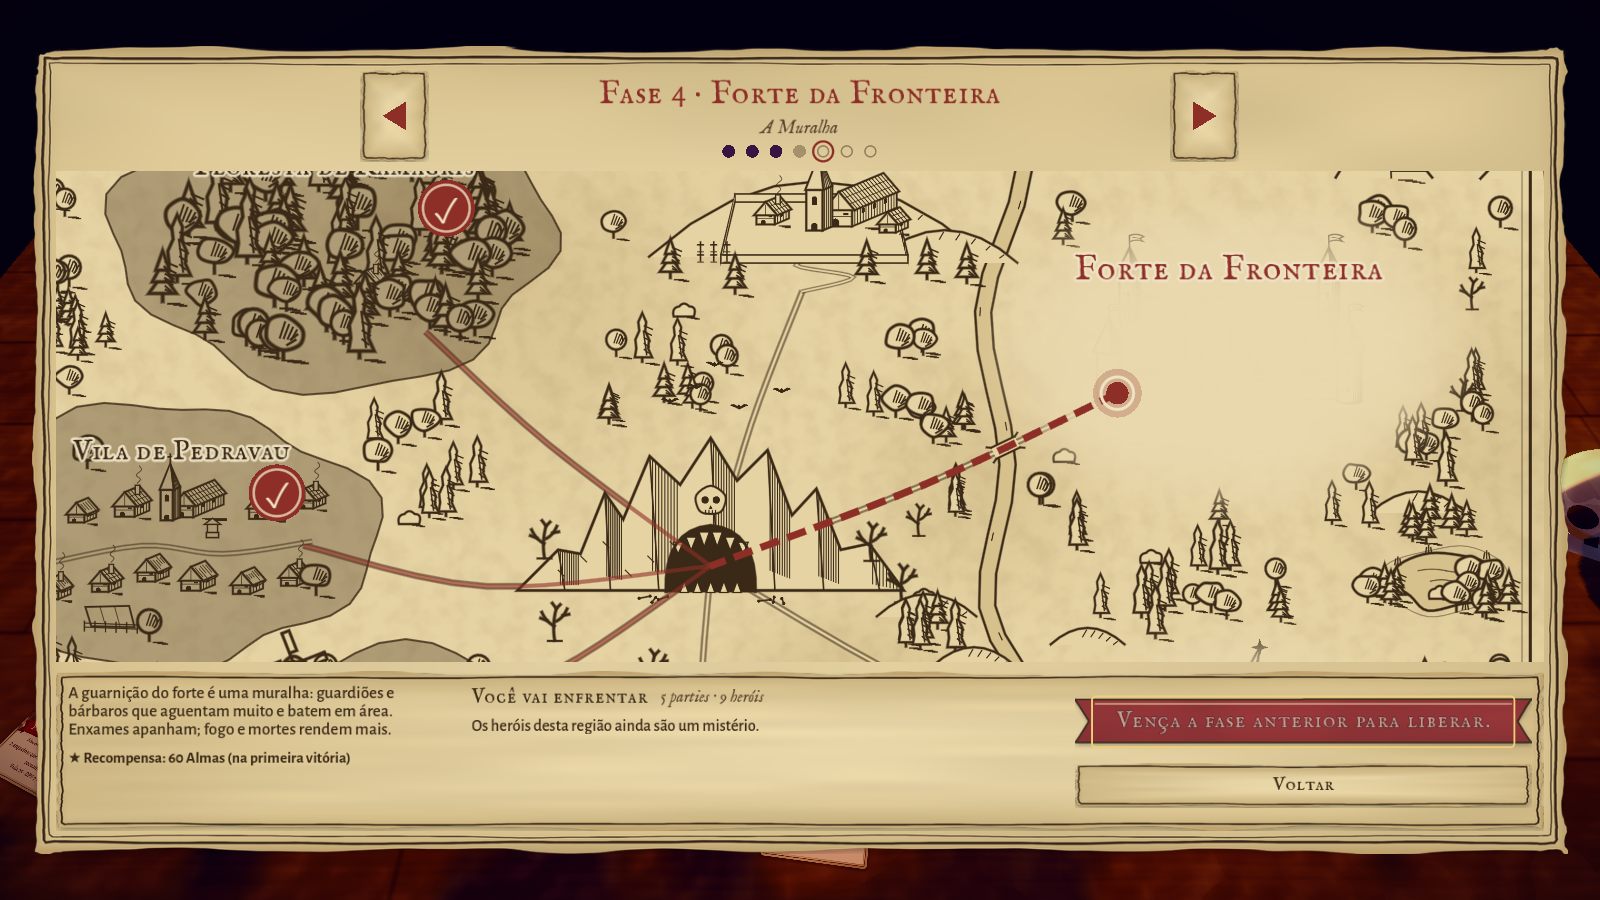 Fase 4 · Forte da Fronteira
A Muralha
Floresta de Ramagris
Forte da Fronteira
Vila de Pedravau
A guarnição do forte é uma muralha: guardiões e
bárbaros que aguentam muito e batem em área.
Enxames apanham; fogo e mortes rendem mais.
★ Recompensa: 60 Almas (na primeira vitória)
Você vai enfrentar 5 parties · 9 heróis
Os heróis desta região ainda são um mistério.
Vença a fase anterior para liberar.
Voltar